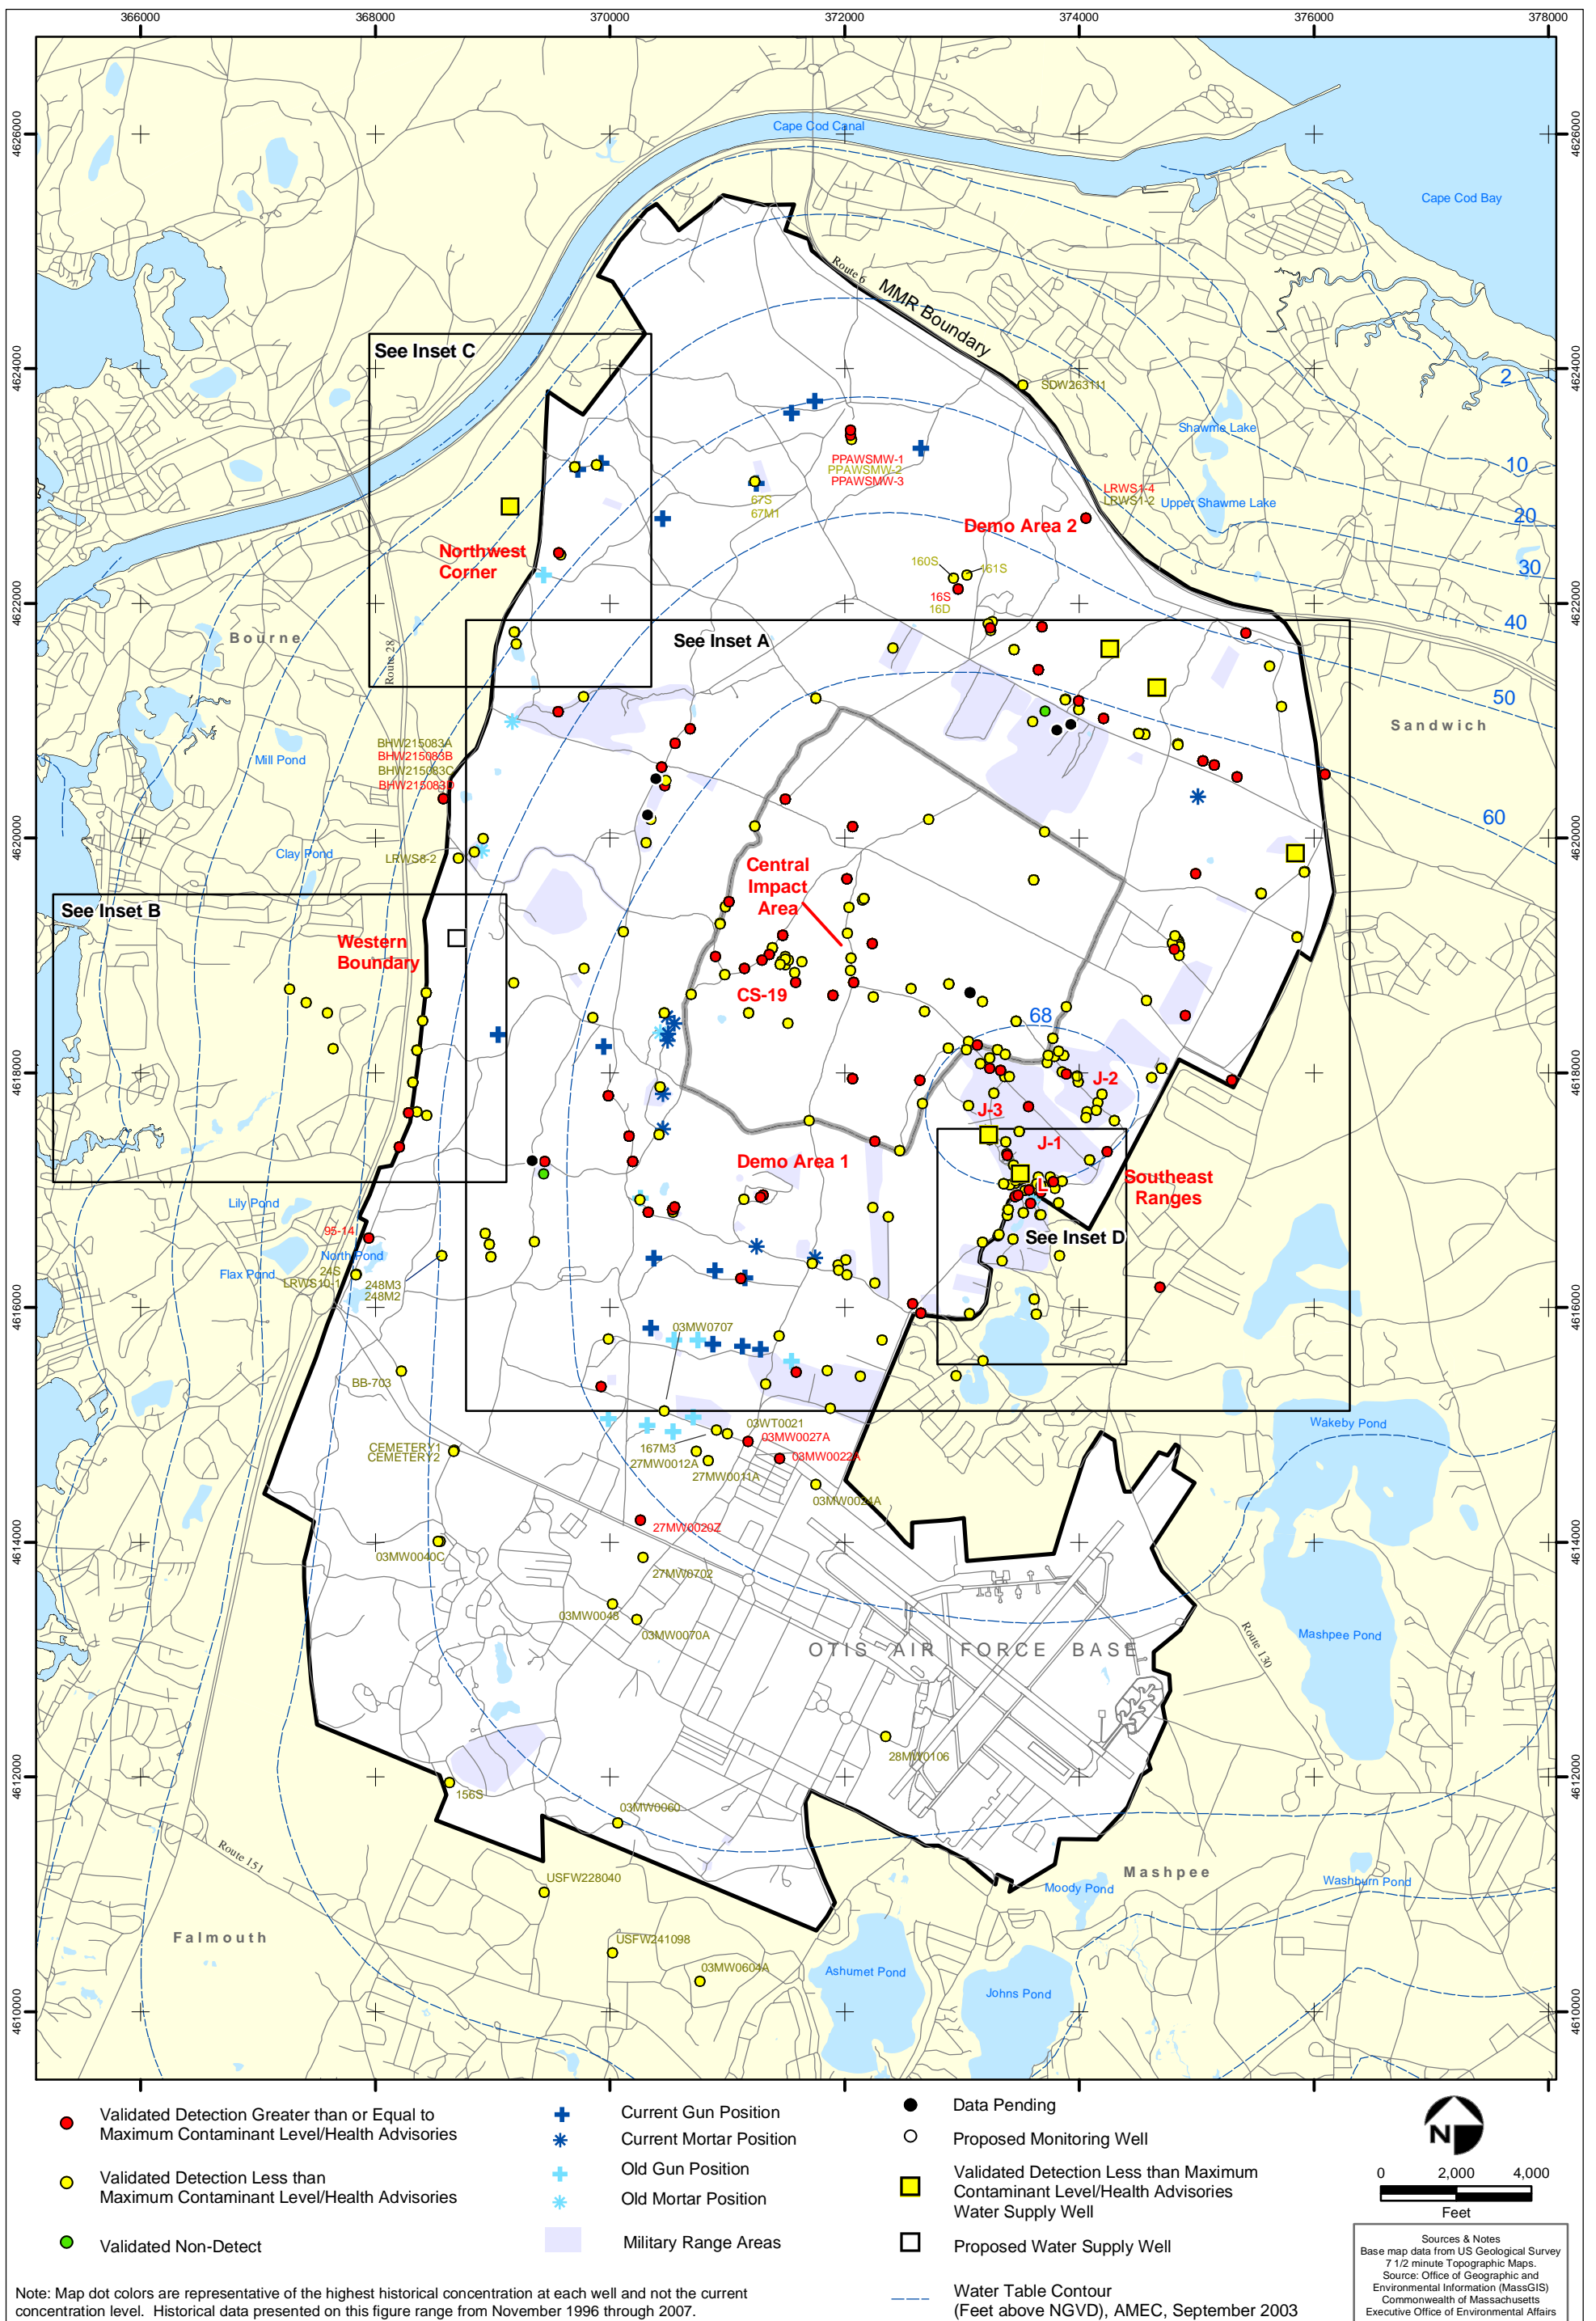 366000
368000
370000
372000
374000
376000
378000
4626000
4626000
Cape Cod Canal
Cape Cod Bay
Route 6
MMR Boundary
4624000
4624000
See Inset C
2
SDW263111
Shawme Lake
10
PPAWSMW-1
PPAWSMW-2
PPAWSMW-3
67S
67M1
LRWS1-4
LRWS1-2
Upper Shawme Lake
20
Demo Area 2
Northwest
Corner
160S
161S
30
16S
16D
4622000
4622000
40
Bourne
Route 28
See Inset A
50
Sandwich
BHW215083A
BHW215083B
BHW215083C
BHW215083D
Mill Pond
60
4620000
4620000
Clay Pond
LRWS8-2
Central
Impact
Area
See Inset B
Western
Boundary
CS-19
68
4618000
4618000
J-2
J-3
J-1
Demo Area 1
L
Southeast
Ranges
Lily Pond
95-14
North Pond
Flax Pond
24S
LRWS10-1
248M3
248M2
See Inset D
4616000
4616000
03MW0707
BB-703
Wakeby Pond
03WT0021
03MW0027A
CEMETERY1
CEMETERY2
167M3
27MW0012A
27MW0011A
03MW0022A
03MW0024A
4614000
4614000
27MW0020Z
03MW0040C
27MW0702
03MW0048
03MW0070A
OTIS AIR FORCE BASE
Route 130
Mashpee Pond
28MW0106
4612000
4612000
156S
03MW0060
Route 151
USFW228040
Mashpee
Moody Pond
Washburn Pond
Falmouth
USFW241098
03MW0604A
Ashumet Pond
Johns Pond
4610000
4610000
Validated Detection Greater than or Equal to
Maximum Contaminant Level/Health Advisories
Validated Detection Less than
Maximum Contaminant Level/Health Advisories
Validated Non-Detect
Current Gun Position
Current Mortar Position
Old Gun Position
Old Mortar Position
Military Range Areas
Data Pending
Proposed Monitoring Well
Validated Detection Less than Maximum
Contaminant Level/Health Advisories
Water Supply Well
Proposed Water Supply Well
Water Table Contour
(Feet above NGVD), AMEC, September 2003
N
0 2,000 4,000
Feet
Sources & Notes
Base map data from US Geological Survey
7 1/2 minute Topographic Maps.
Source: Office of Geographic and
Environmental Information (MassGIS)
Commonwealth of Massachusetts
Executive Office of Environmental Affairs
Note: Map dot colors are representative of the highest historical concentration at each well and not the current
concentration level. Historical data presented on this figure range from November 1996 through 2007.